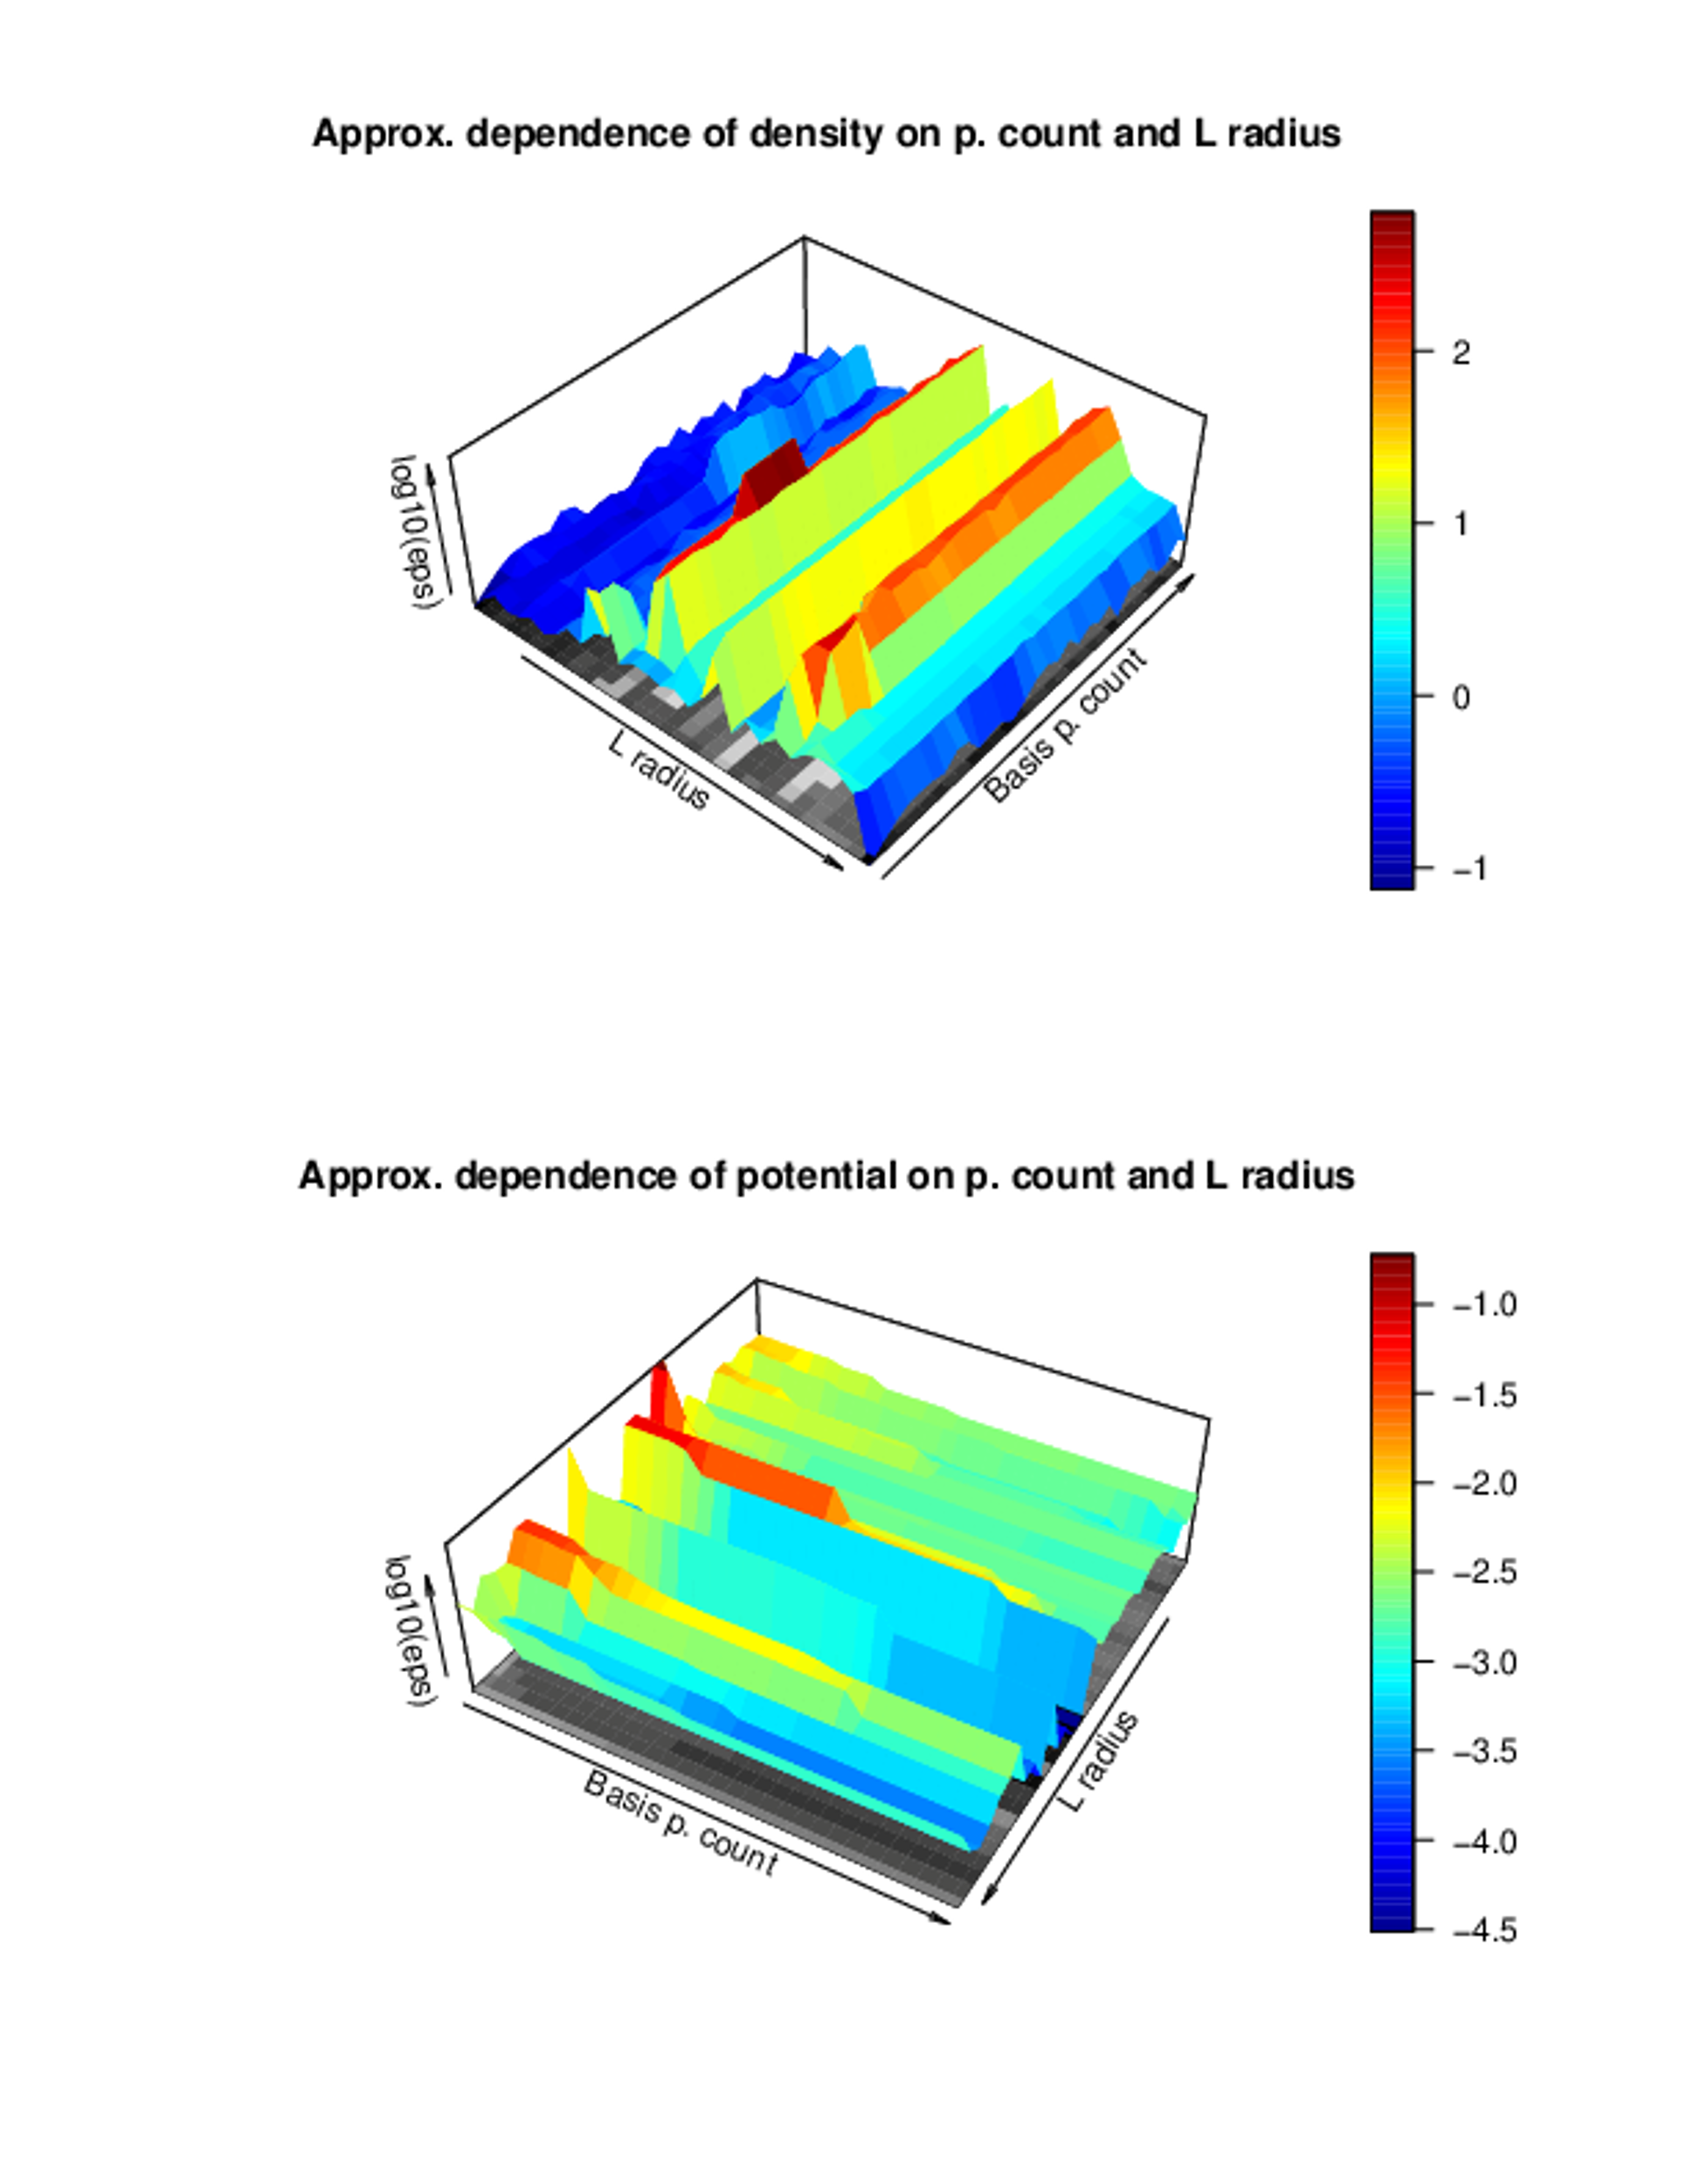 Approx. dependence of density on p. count and L radius
log10(eps)
L radius
Basis p. count
2
1
0
−1
Approx. dependence of potential on p. count and L radius
log10(eps)
Basis p. count
L radius
−1.0
−1.5
−2.0
−2.5
−3.0
−3.5
−4.0
−4.5